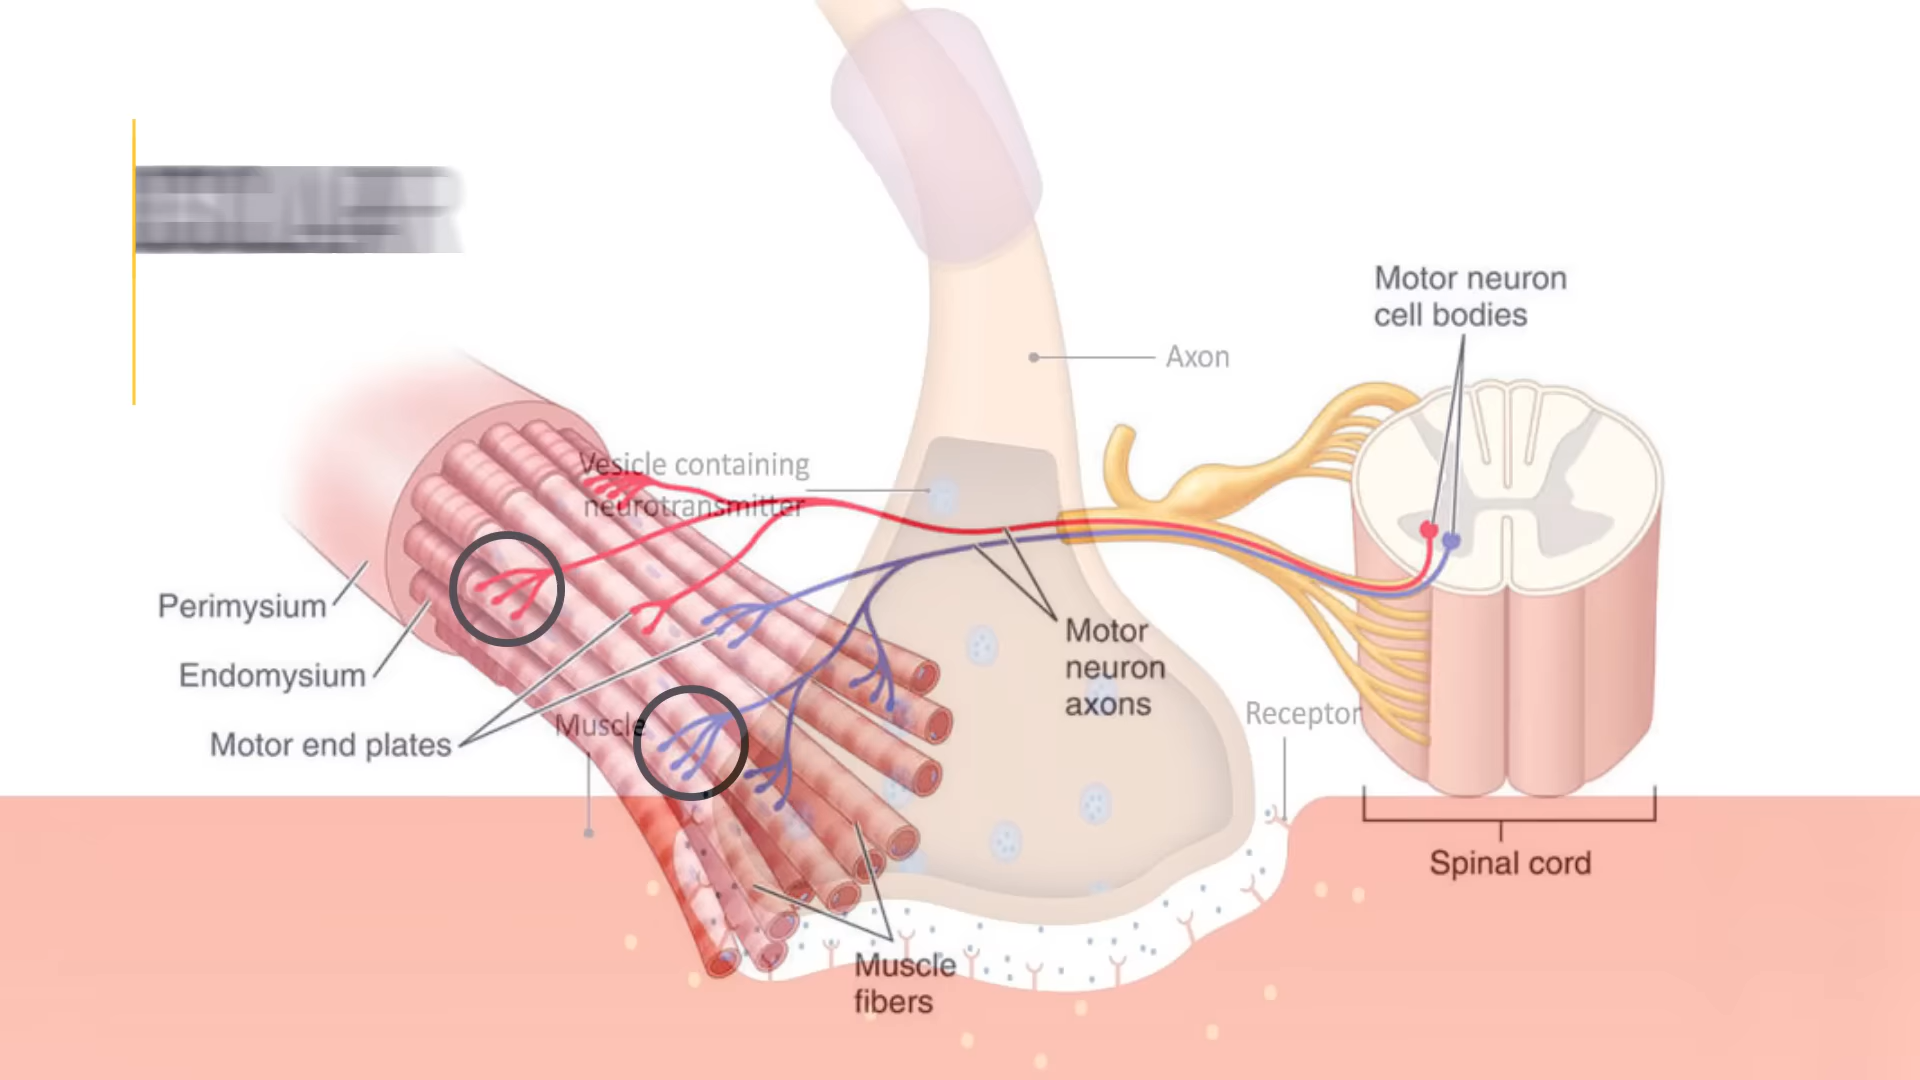 Motor neuron
cell bodies
Axon
Vesicle containing
neurotransmitter
Perimysium
Endomysium
Motor end plates
Muscle
Motor
neuron
axons
Receptor
Spinal cord
Muscle
fibers